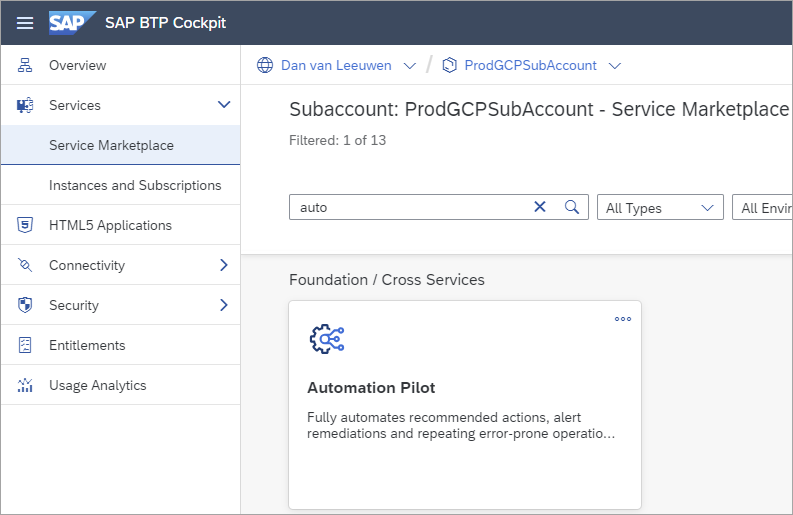 SAP SAP BTP Cockpit
Overview
Dan van Leeuwen / ProdGCPSubAccount
Services
Subaccount: ProdGCPSubAccount - Service Marketplace
Filtered: 1 of 13
Service Marketplace
Instances and Subscriptions
auto
All Types
All Envir
HTML5 Applications
Connectivity
Foundation / Cross Services
Security
Entitlements
Usage Analytics
Automation Pilot
Fully automates recommended actions, alert
remediations and repeating error-prone operatio...